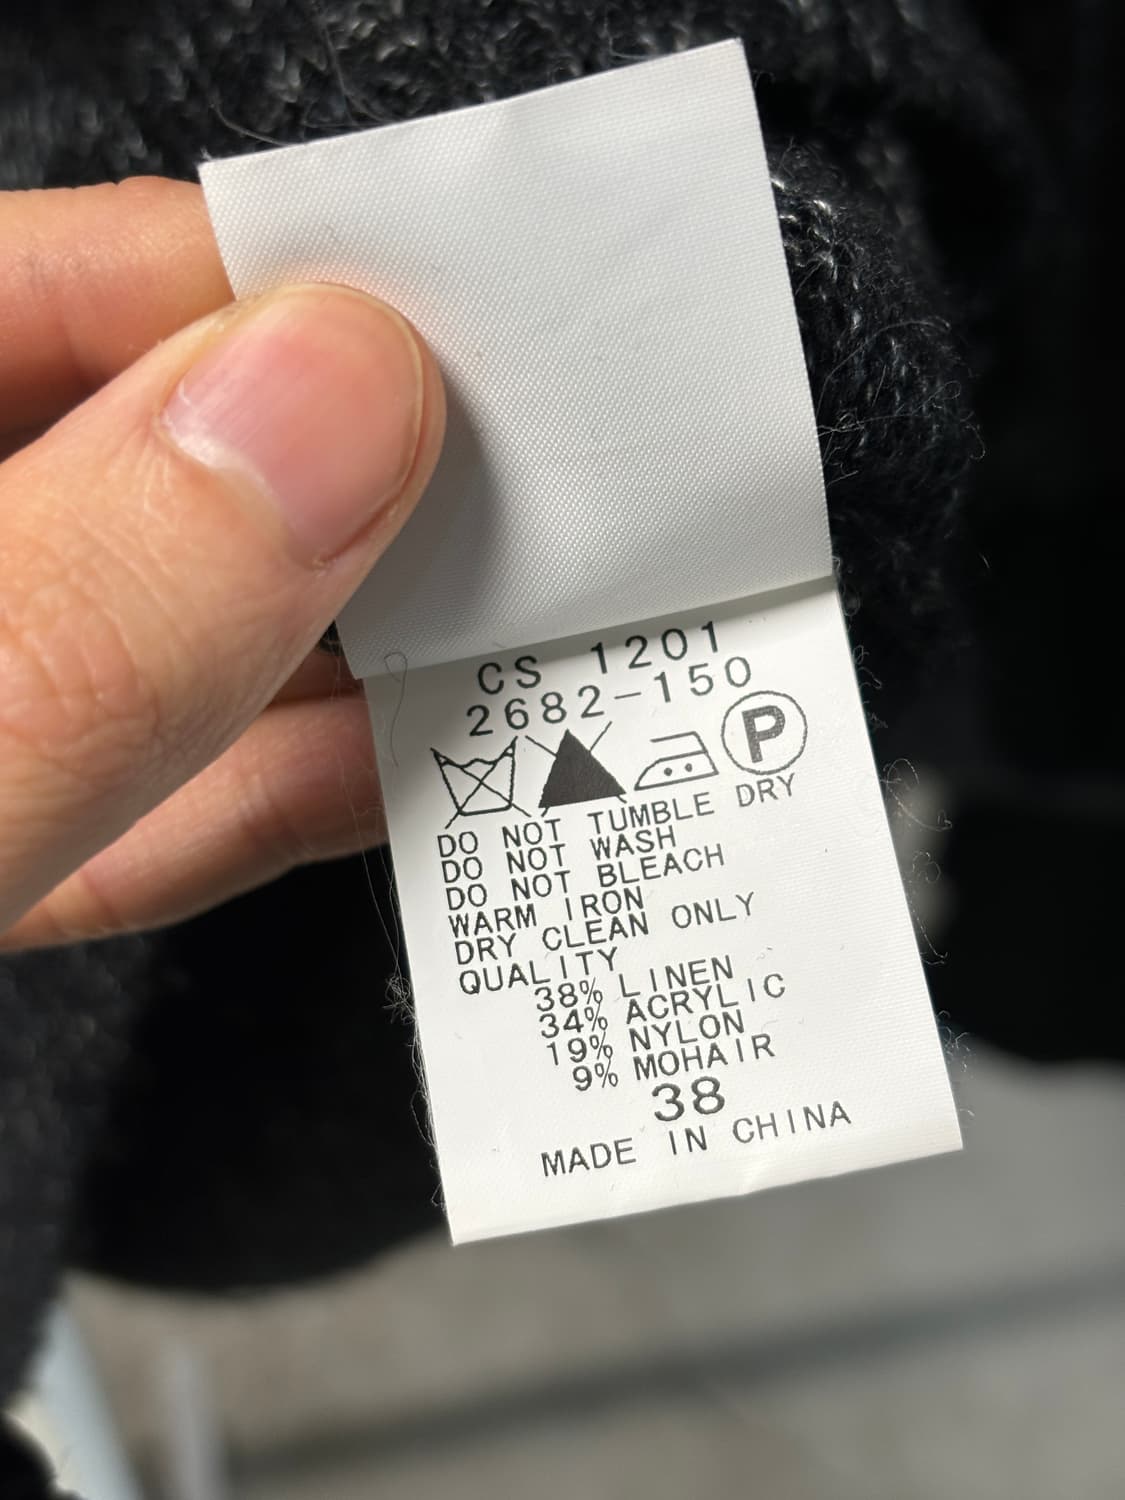 CS 1201
2682-150
P
DO NOT TUMBLE DRY
DO NOT WASH
DO NOT BLEACH
WARM IRON
DRY CLEAN ONLY
QUALITY
38% LINEN
34% ACRYLIC
19% NYLON
9% MOHAIR
38
MADE IN CHINA